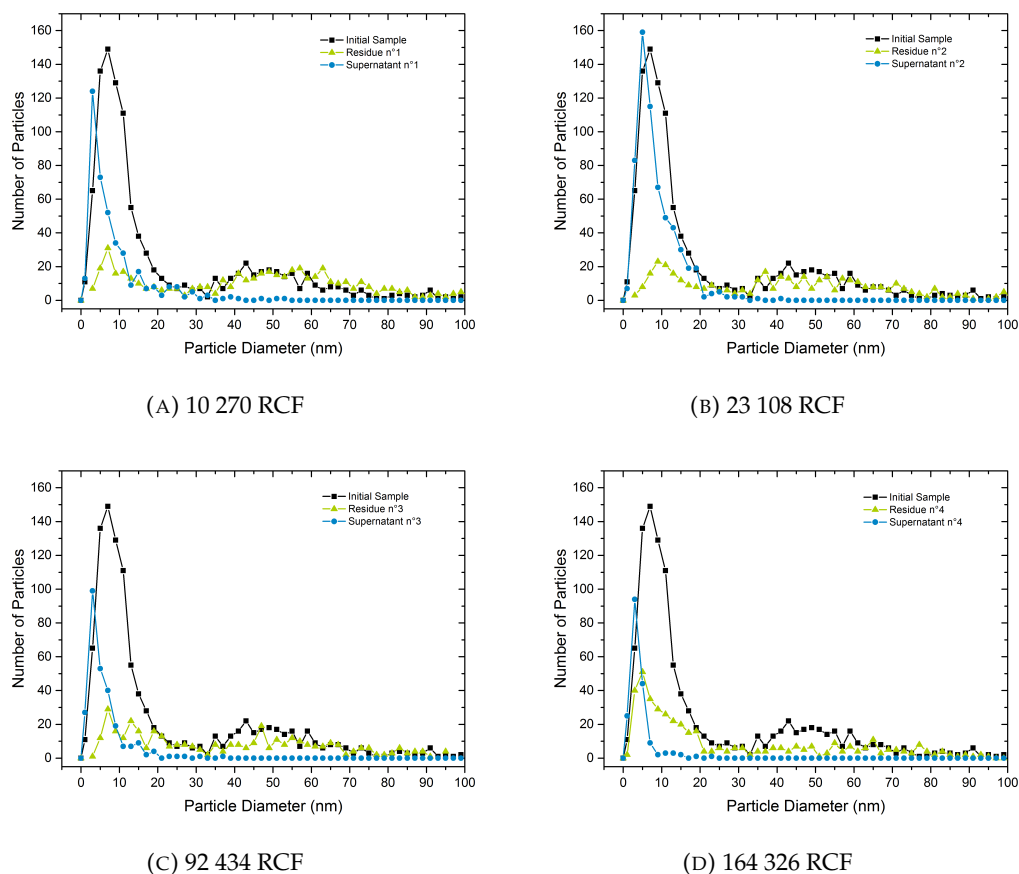 160
140
120
100
80
60
40
20
0
Number of Particles
Initial Sample
Residue n°1
Supernatant n°1
0 10 20 30 40 50 60 70 80 90 100
Particle Diameter (nm)
(A) 10 270 RCF
160
140
120
100
80
60
40
20
0
Number of Particles
Initial Sample
Residue n°2
Supernatant n°2
0 10 20 30 40 50 60 70 80 90 100
Particle Diameter (nm)
(B) 23 108 RCF
160
140
120
100
80
60
40
20
0
Number of Particles
Initial Sample
Residue n°3
Supernatant n°3
0 10 20 30 40 50 60 70 80 90 100
Particle Diameter (nm)
(C) 92 434 RCF
160
140
120
100
80
60
40
20
0
Number of Particles
Initial Sample
Residue n°4
Supernatant n°4
0 10 20 30 40 50 60 70 80 90 100
Particle Diameter (nm)
(D) 164 326 RCF